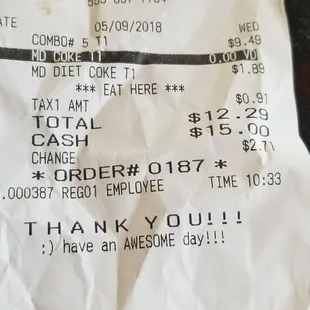 ATE 05/09/2018 WED
COMBO# 5 T1 $9.49
MD COKE T1 0.00 VD
MD DIET COKE T1 $1.89
*** EAT HERE ***
TAX1 AMT $0.91
TOTAL $12.29
CASH $15.00
CHANGE $2.71
* ORDER# 0187 *
.000387 REG01 EMPLOYEE TIME 10:33
THANK YOU!!!
:) have an AWESOME day!!!